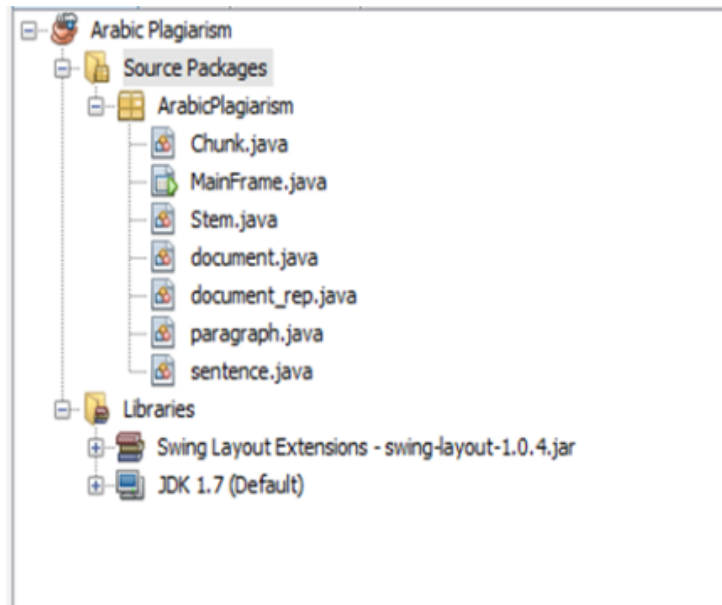 Arabic Plagiarism
Source Packages
ArabicPlagiarism
Chunk.java
MainFrame.java
Stem.java
document.java
document_rep.java
paragraph.java
sentence.java
Libraries
Swing Layout Extensions - swing-layout-1.0.4.jar
JDK 1.7 (Default)